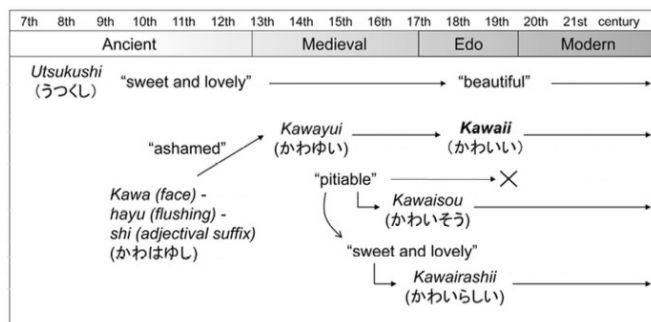 7th 8th 9th 10th 11th 12th 13th 14th 15th 16th 17th 18th 19th 20th 21st century
Ancient Medieval Edo Modern
Utsukushi
(うつくし)
“sweet and lovely”
“beautiful”
“ashamed”
Kawayui
(かわゆい)
Kawaii
(かわいい)
Kawa (face) -
hayu (flushing) -
shi (adjectival suffix)
(かわはゆし)
“pitiable”
Kawaisou
(かわいそう)
“sweet and lovely”
Kawairashii
(かわいらしい)